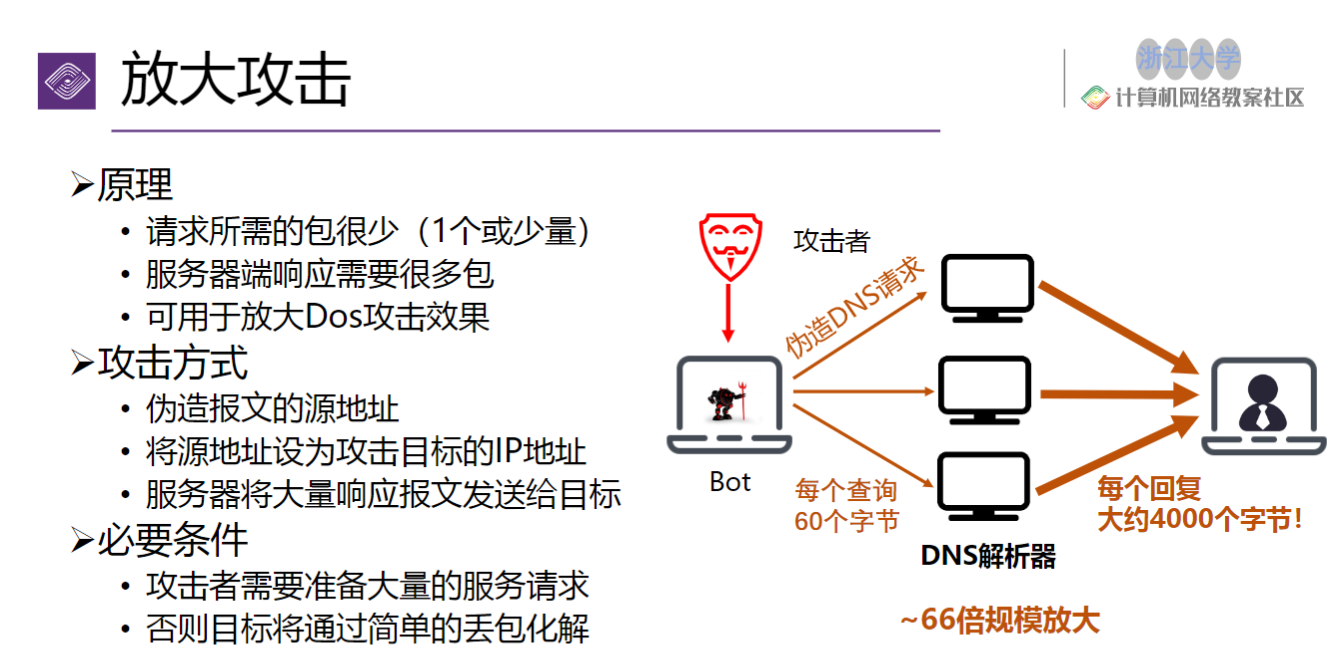 放大攻击
浙江大学
计算机网络教案社区
➢原理
• 请求所需的包很少（1个或少量）
• 服务器端响应需要很多包
• 可用于放大Dos攻击效果
➢攻击方式
• 伪造报文的源地址
• 将源地址设为攻击目标的IP地址
• 服务器将大量响应报文发送给目标
➢必要条件
• 攻击者需要准备大量的服务请求
• 否则目标将通过简单的丢包化解
攻击者
伪造DNS请求
Bot
每个查询
60个字节
DNS解析器
每个回复
大约4000个字节！
~66倍规模放大